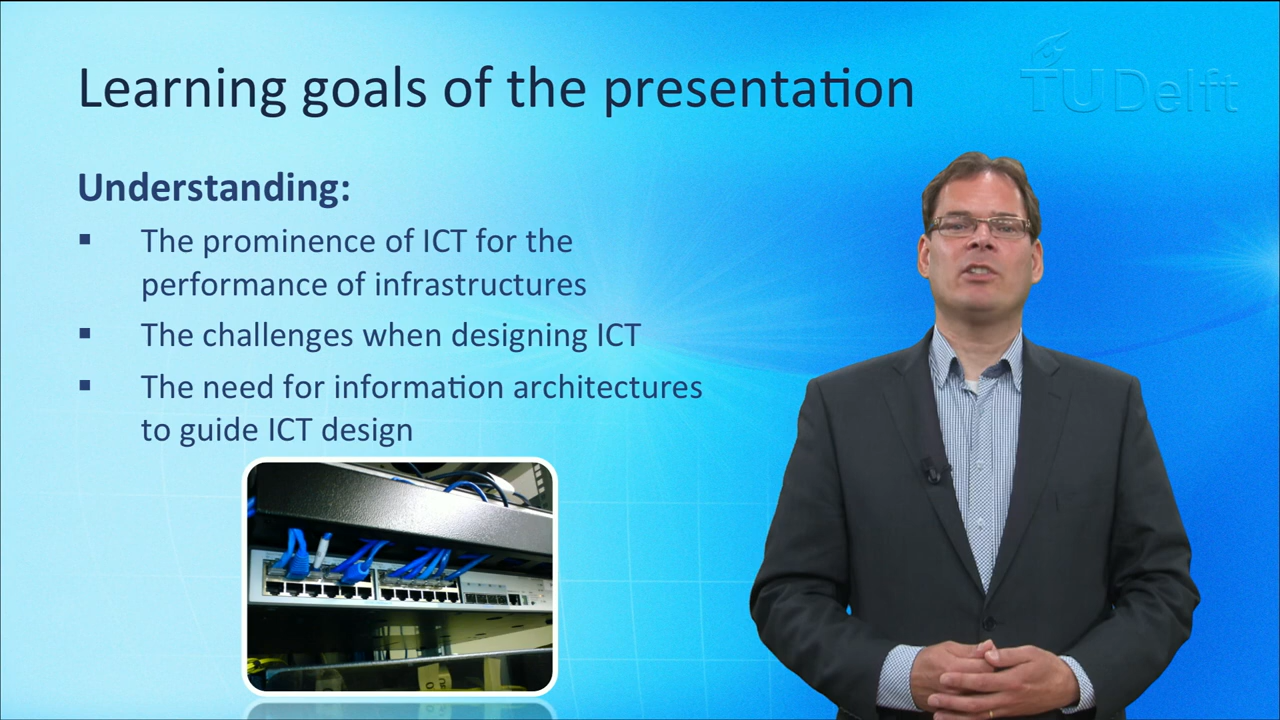 Learning goals of the presentation
TU Delft
Understanding:
▪ The prominence of ICT for the
performance of infrastructures
▪ The challenges when designing ICT
▪ The need for information architectures
to guide ICT design